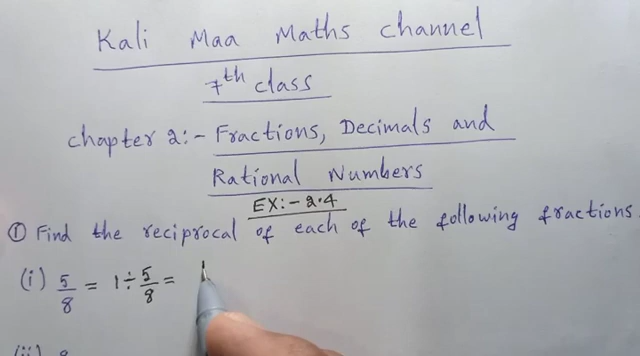 Kali Maa Maths channel
7th class
chapter 2:- Fractions, Decimals and
Rational Numbers
EX:- 2.4
① Find the reciprocal of each of the following fractions.
(i) 5/8 = 1 ÷ 5/8 =
(ii)